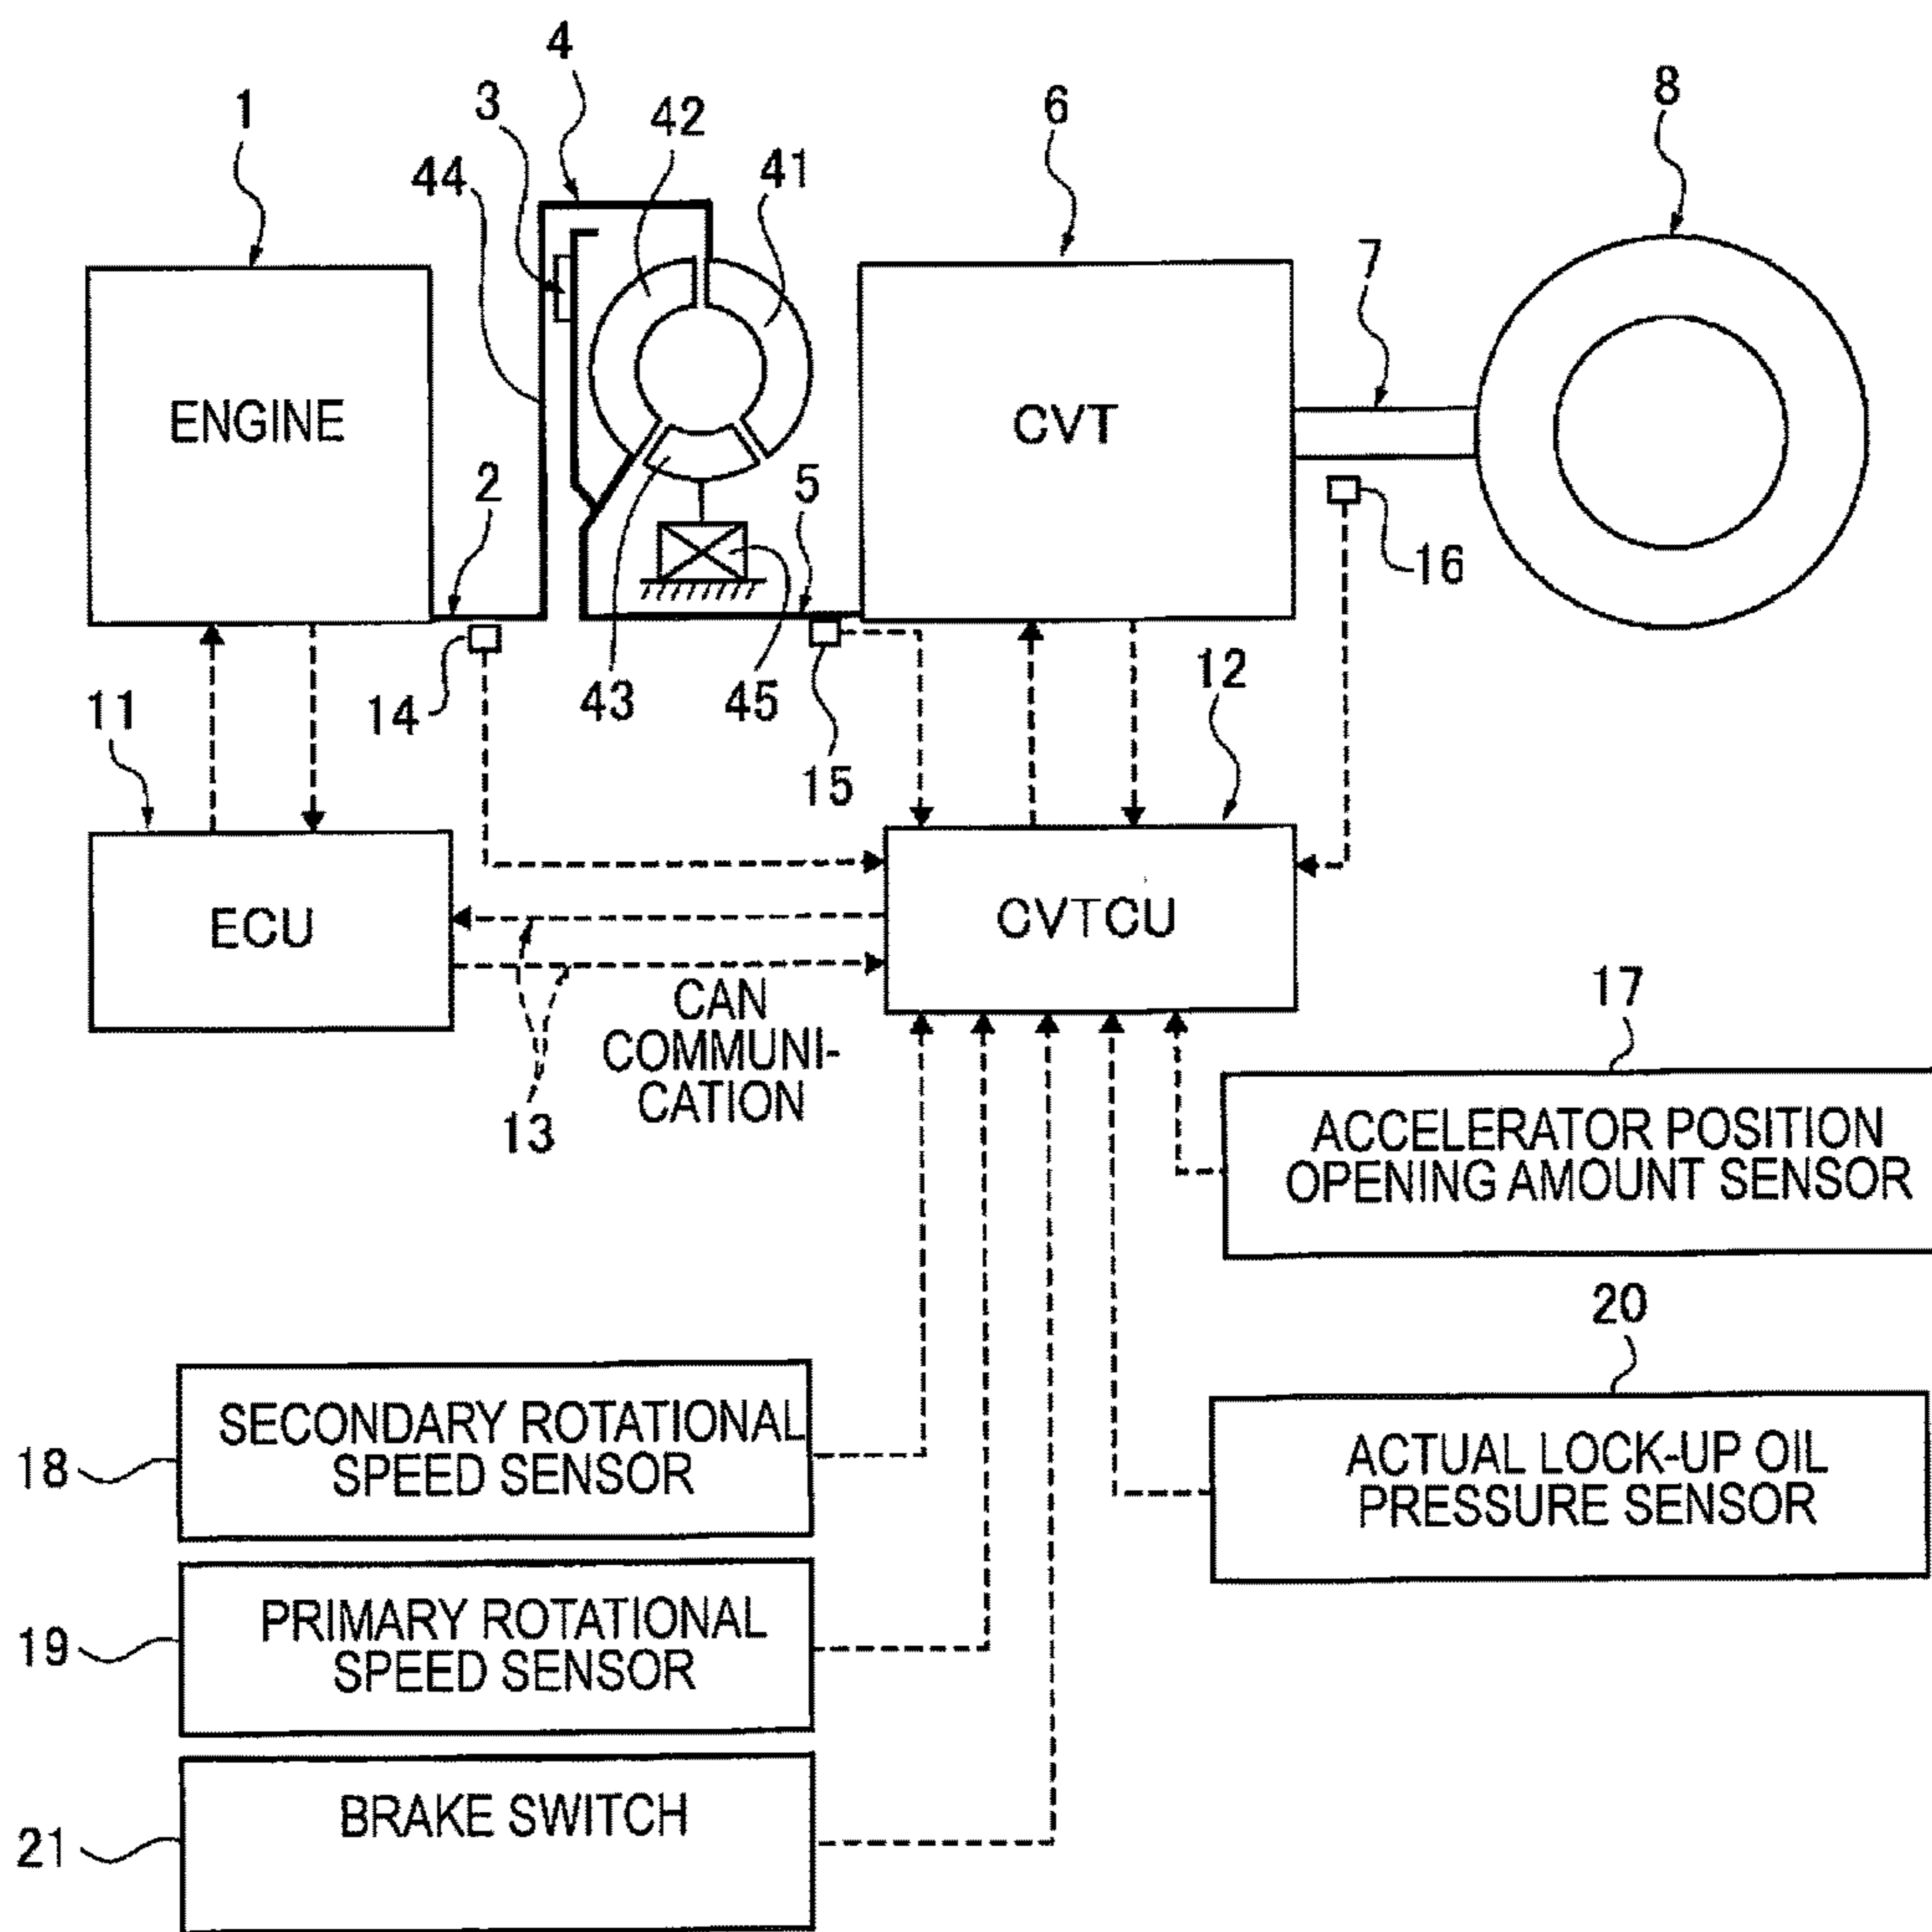 4
3
42
6
8
1
44
41
7
ENGINE
CVT
2
5
16
14
43
45
12
11
15
ECU
CVTCU
CAN
COMMUNI-
CATION
13
17
ACCELERATOR POSITION
OPENING AMOUNT SENSOR
20
ACTUAL LOCK-UP OIL
PRESSURE SENSOR
18
SECONDARY ROTATIONAL
SPEED SENSOR
19
PRIMARY ROTATIONAL
SPEED SENSOR
21
BRAKE SWITCH